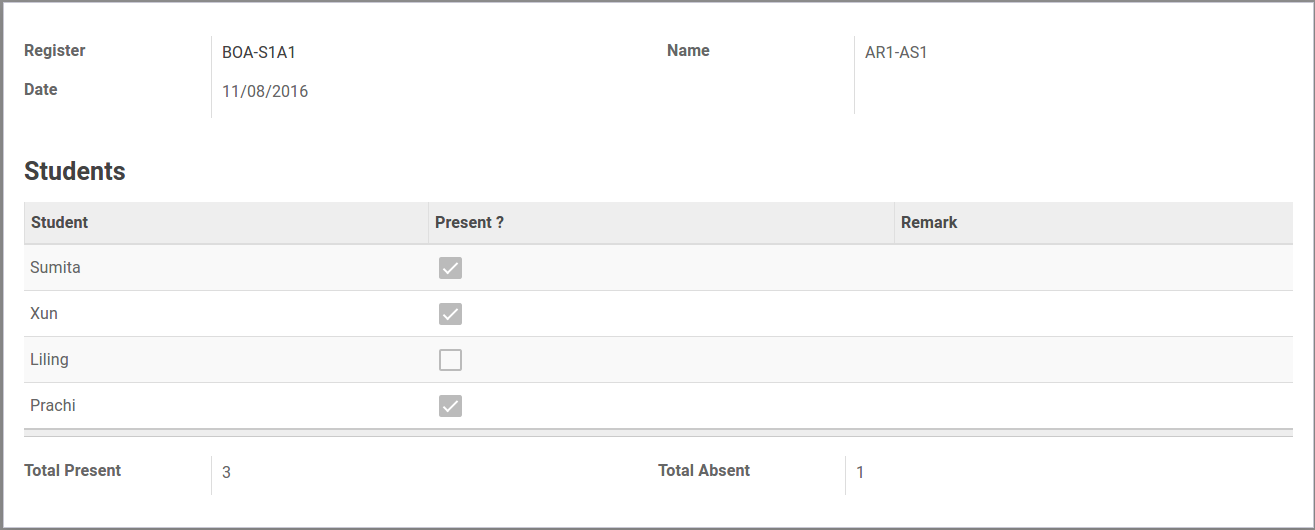 Register BOA-S1A1 Name AR1-AS1
Date 11/08/2016
Students
Student Present ? Remark
Sumita
Xun
Liling
Prachi
Total Present 3 Total Absent 1